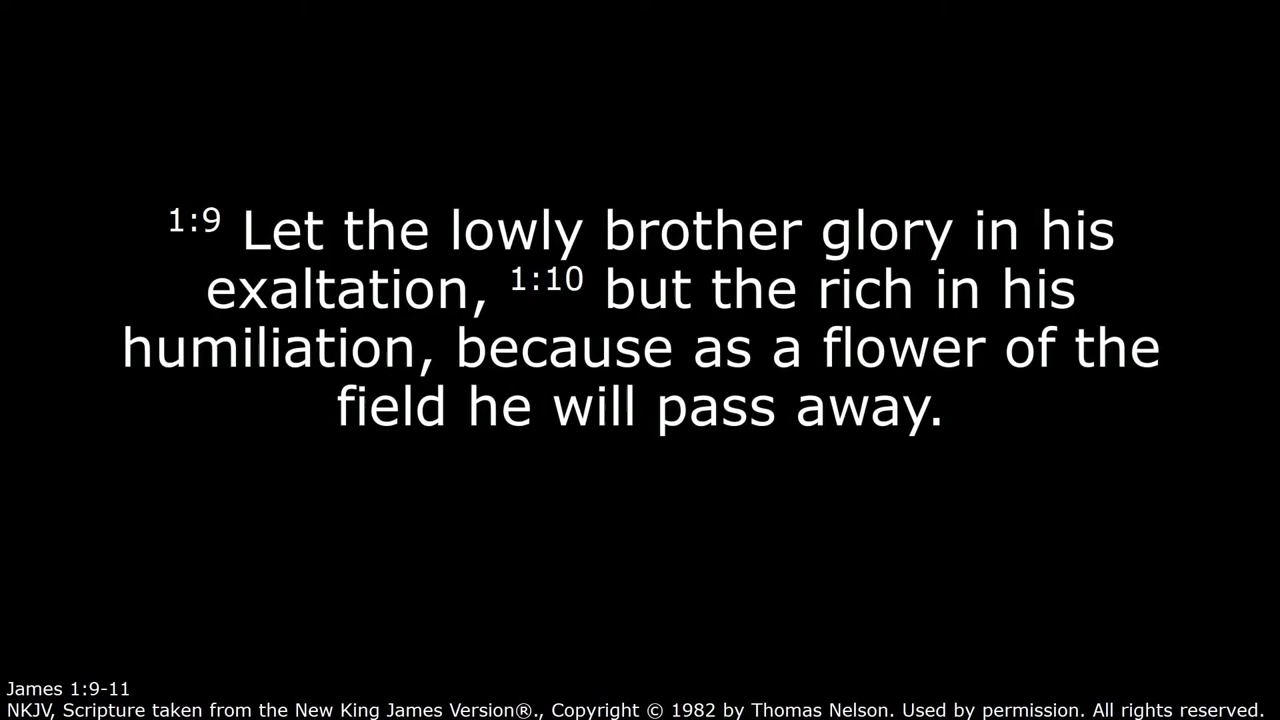 1:9 Let the lowly brother glory in his
exaltation, 1:10 but the rich in his
humiliation, because as a flower of the
field he will pass away.
James 1:9-11
NKJV, Scripture taken from the New King James Version®., Copyright © 1982 by Thomas Nelson. Used by permission. All rights reserved.